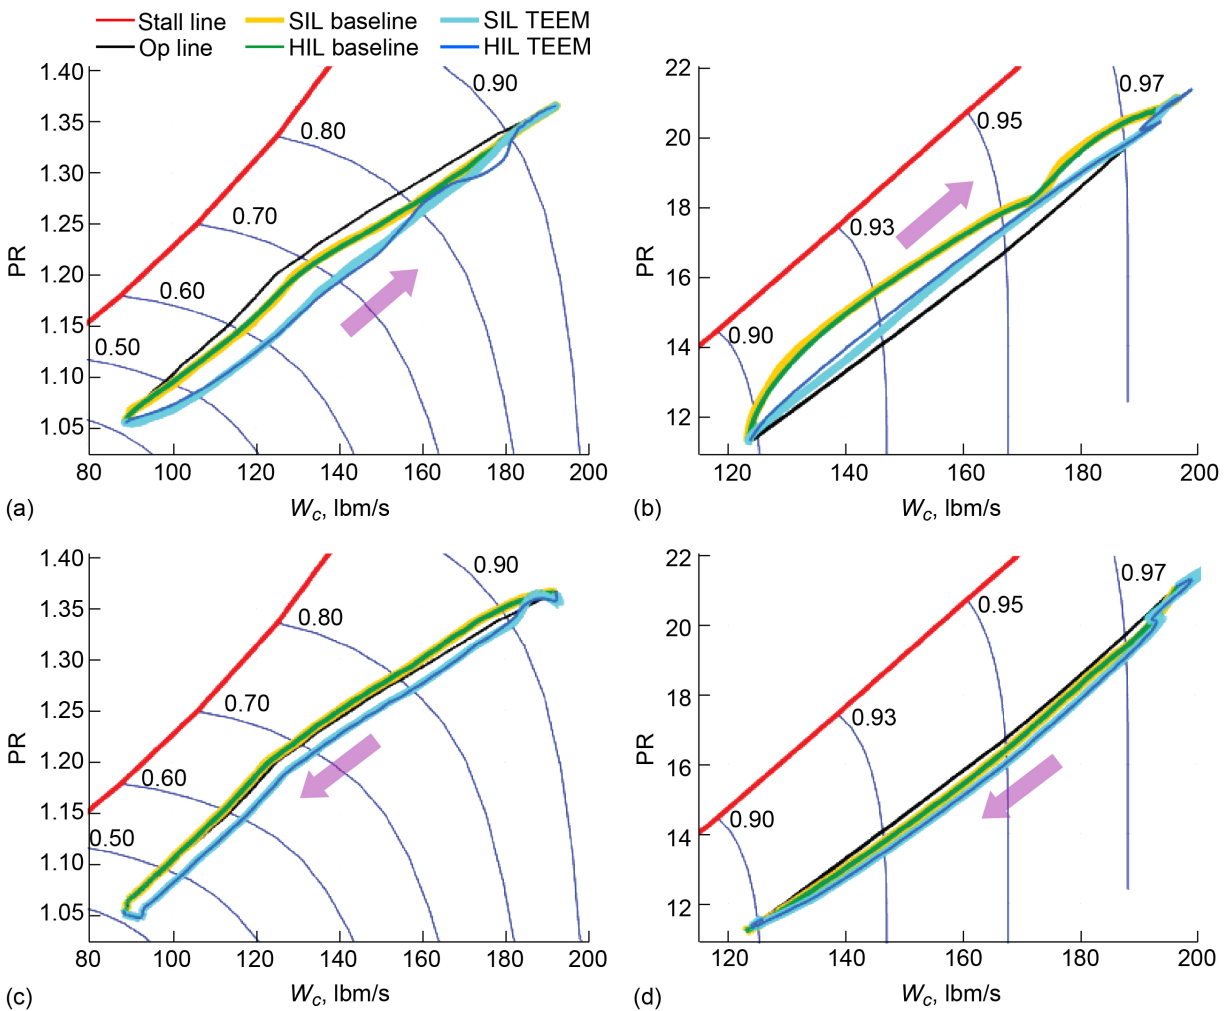 Stall line SIL baseline SIL TEEM
Op line HIL baseline HIL TEEM
1.40
1.35
1.30
1.25
1.20
1.15
1.10
1.05
PR
0.90
0.80
0.70
0.60
0.50
80 100 120 140 160 180 200
(a)
Wc, lbm/s
22
20
18
16
14
12
PR
0.97
0.95
0.93
0.90
120 140 160 180 200
(b)
Wc, lbm/s
1.40
1.35
1.30
1.25
1.20
1.15
1.10
1.05
PR
0.90
0.80
0.70
0.60
0.50
80 100 120 140 160 180 200
(c)
Wc, lbm/s
22
20
18
16
14
12
PR
0.97
0.95
0.93
0.90
120 140 160 180 200
(d)
Wc, lbm/s